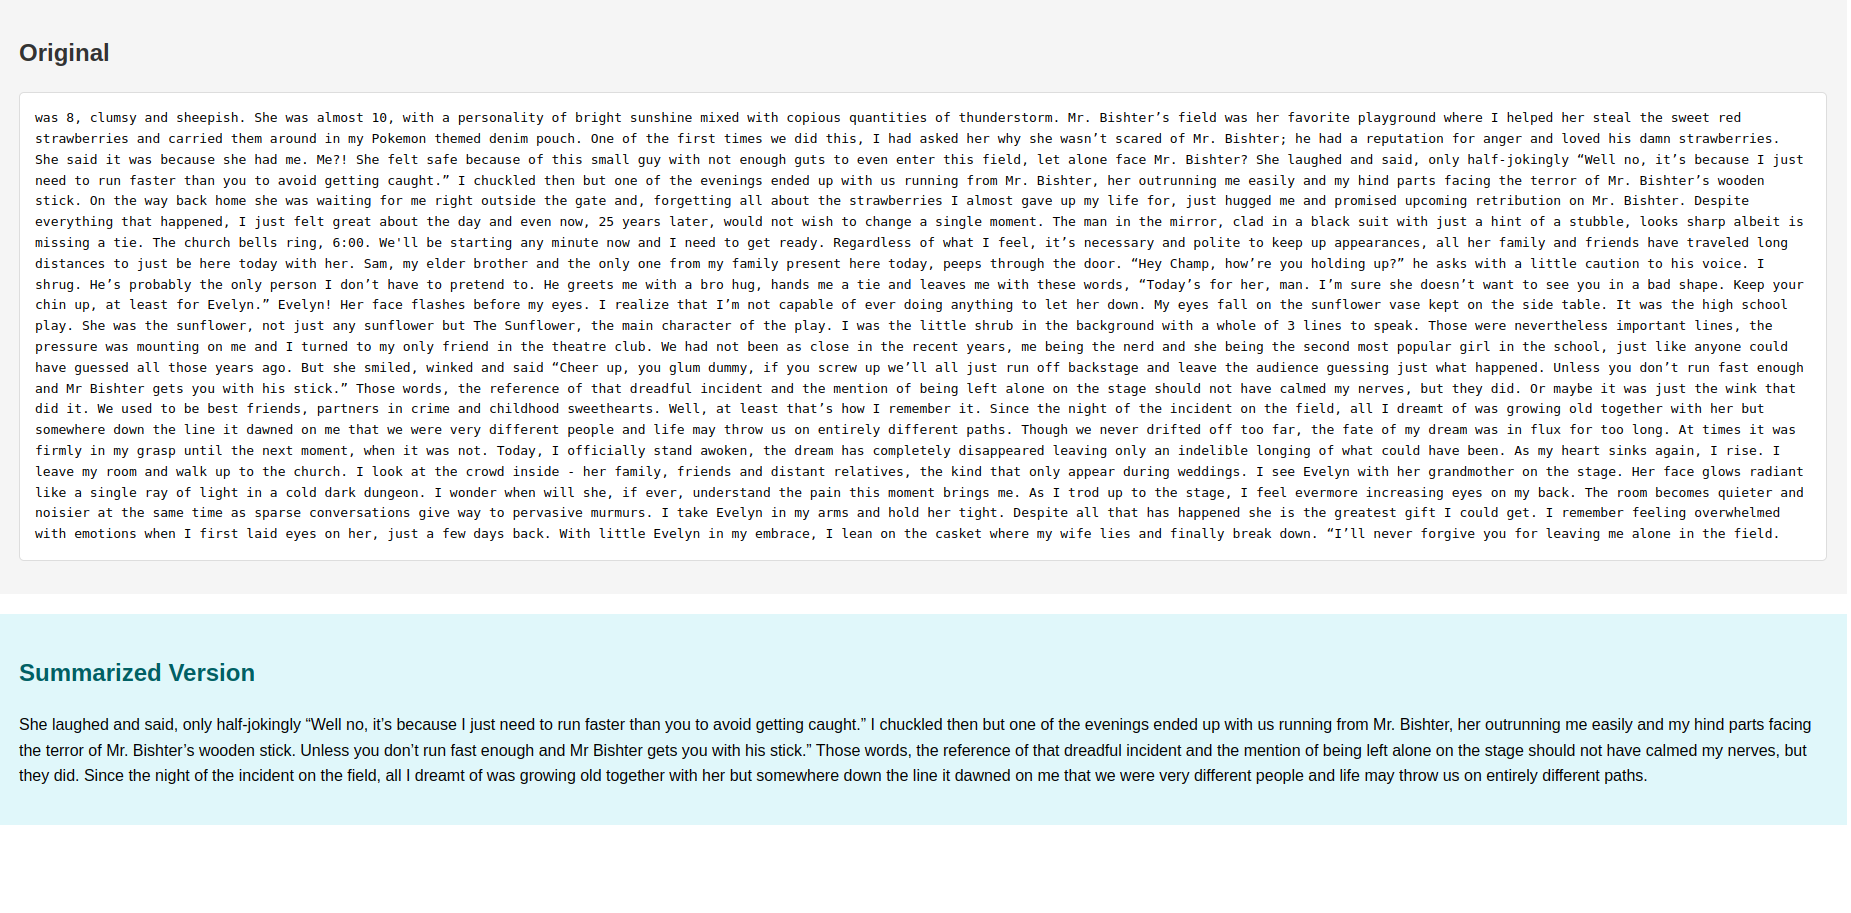 Original
was 8, clumsy and sheepish. She was almost 10, with a personality of bright sunshine mixed with copious quantities of thunderstorm. Mr. Bishter’s field was her favorite playground where I helped her steal the sweet red
strawberries and carried them around in my Pokemon themed denim pouch. One of the first times we did this, I had asked her why she wasn’t scared of Mr. Bishter; he had a reputation for anger and loved his damn strawberries.
She said it was because she had me. Me?! She felt safe because of this small guy with not enough guts to even enter this field, let alone face Mr. Bishter? She laughed and said, only half-jokingly “Well no, it’s because I just
need to run faster than you to avoid getting caught.” I chuckled then but one of the evenings ended up with us running from Mr. Bishter, her outrunning me easily and my hind parts facing the terror of Mr. Bishter’s wooden
stick. On the way back home she was waiting for me right outside the gate and, forgetting all about the strawberries I almost gave up my life for, just hugged me and promised upcoming retribution on Mr. Bishter. Despite
everything that happened, I just felt great about the day and even now, 25 years later, would not wish to change a single moment. The man in the mirror, clad in a black suit with just a hint of a stubble, looks sharp albeit is
missing a tie. The church bells ring, 6:00. We'll be starting any minute now and I need to get ready. Regardless of what I feel, it’s necessary and polite to keep up appearances, all her family and friends have traveled long
distances to just be here today with her. Sam, my elder brother and the only one from my family present here today, peeps through the door. “Hey Champ, how’re you holding up?” he asks with a little caution to his voice. I
shrug. He’s probably the only person I don’t have to pretend to. He greets me with a bro hug, hands me a tie and leaves me with these words, “Today’s for her, man. I’m sure she doesn’t want to see you in a bad shape. Keep your
chin up, at least for Evelyn.” Evelyn! Her face flashes before my eyes. I realize that I’m not capable of ever doing anything to let her down. My eyes fall on the sunflower vase kept on the side table. It was the high school
play. She was the sunflower, not just any sunflower but The Sunflower, the main character of the play. I was the little shrub in the background with a whole of 3 lines to speak. Those were nevertheless important lines, the
pressure was mounting on me and I turned to my only friend in the theatre club. We had not been as close in the recent years, me being the nerd and she being the second most popular girl in the school, just like anyone could
have guessed all those years ago. But she smiled, winked and said “Cheer up, you glum dummy, if you screw up we’ll all just run off backstage and leave the audience guessing just what happened. Unless you don’t run fast enough
and Mr Bishter gets you with his stick.” Those words, the reference of that dreadful incident and the mention of being left alone on the stage should not have calmed my nerves, but they did. Or maybe it was just the wink that
did it. We used to be best friends, partners in crime and childhood sweethearts. Well, at least that’s how I remember it. Since the night of the incident on the field, all I dreamt of was growing old together with her but
somewhere down the line it dawned on me that we were very different people and life may throw us on entirely different paths. Though we never drifted off too far, the fate of my dream was in flux for too long. At times it was
firmly in my grasp until the next moment, when it was not. Today, I officially stand awoken, the dream has completely disappeared leaving only an indelible longing of what could have been. As my heart sinks again, I rise. I
leave my room and walk up to the church. I look at the crowd inside - her family, friends and distant relatives, the kind that only appear during weddings. I see Evelyn with her grandmother on the stage. Her face glows radiant
like a single ray of light in a cold dark dungeon. I wonder when will she, if ever, understand the pain this moment brings me. As I trod up to the stage, I feel evermore increasing eyes on my back. The room becomes quieter and
noisier at the same time as sparse conversations give way to pervasive murmurs. I take Evelyn in my arms and hold her tight. Despite all that has happened she is the greatest gift I could get. I remember feeling overwhelmed
with emotions when I first laid eyes on her, just a few days back. With little Evelyn in my embrace, I lean on the casket where my wife lies and finally break down. “I’ll never forgive you for leaving me alone in the field.
Summarized Version
She laughed and said, only half-jokingly “Well no, it’s because I just need to run faster than you to avoid getting caught.” I chuckled then but one of the evenings ended up with us running from Mr. Bishter, her outrunning me easily and my hind parts facing
the terror of Mr. Bishter’s wooden stick. Unless you don’t run fast enough and Mr Bishter gets you with his stick.” Those words, the reference of that dreadful incident and the mention of being left alone on the stage should not have calmed my nerves, but
they did. Since the night of the incident on the field, all I dreamt of was growing old together with her but somewhere down the line it dawned on me that we were very different people and life may throw us on entirely different paths.